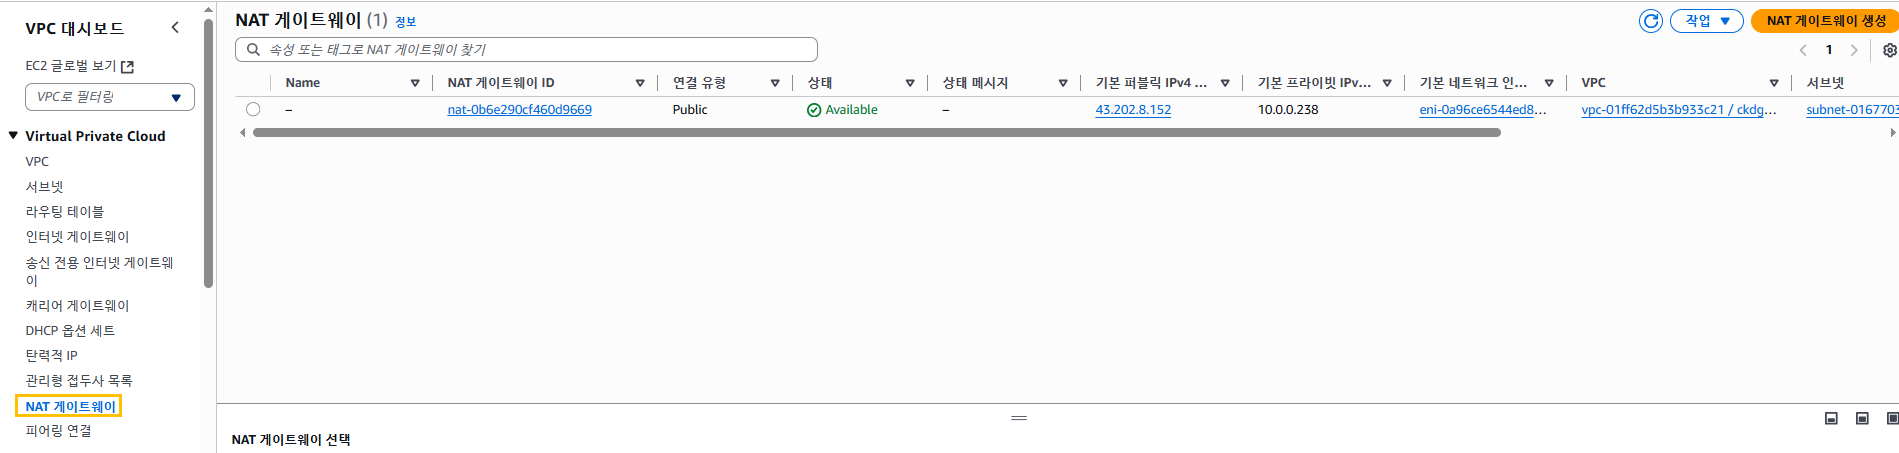 VPC 대시보드
EC2 글로벌 보기
VPC로 필터링
Virtual Private Cloud
VPC
서브넷
라우팅 테이블
인터넷 게이트웨이
송신 전용 인터넷 게이트웨
이
캐리어 게이트웨이
DHCP 옵션 세트
탄력적 IP
관리형 접두사 목록
NAT 게이트웨이
피어링 연결
NAT 게이트웨이 (1) 정보
작업
NAT 게이트웨이 생성
속성 또는 태그로 NAT 게이트웨이 찾기
1
Name NAT 게이트웨이 ID 연결 유형 상태 상태 메시지 기본 퍼블릭 IPv4 ... 기본 프라이빗 IPv... 기본 네트워크 인... VPC 서브넷
– nat-0b6e290cf460d9669 Public Available – 43.202.8.152 10.0.0.238 eni-0a96ce6544ed8... vpc-01ff62d5b3b933c21 / ckdg... subnet-0167703
NAT 게이트웨이 선택